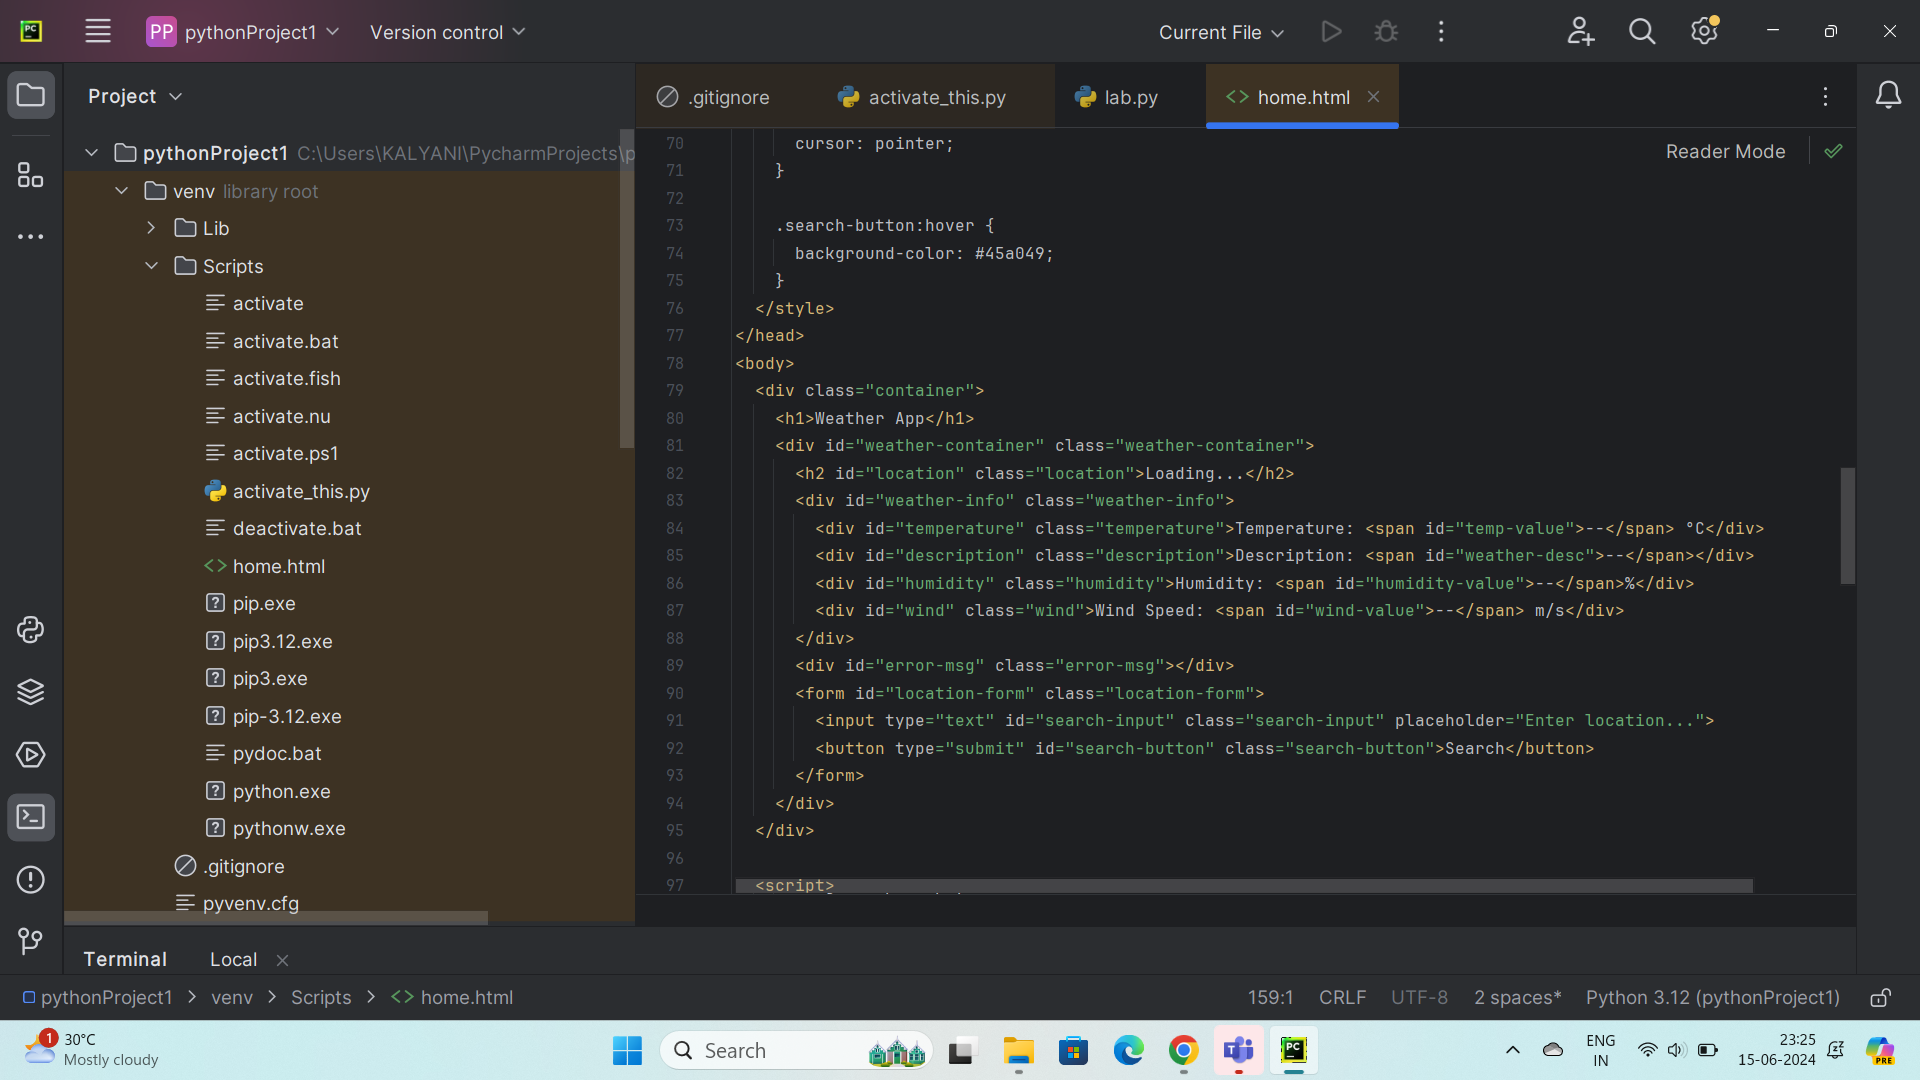 PC
PP pythonProject1
Version control
Current File
Project
pythonProject1 C:\Users\KALYANI\PycharmProjects\p
venv library root
Lib
Scripts
activate
activate.bat
activate.fish
activate.nu
activate.ps1
activate_this.py
deactivate.bat
home.html
pip.exe
pip3.12.exe
pip3.exe
pip-3.12.exe
pydoc.bat
python.exe
pythonw.exe
.gitignore
pyvenv.cfg
.gitignore
activate_this.py
lab.py
home.html
Reader Mode
70 cursor: pointer;
71 }
72
73 .search-button:hover {
74 background-color: #45a049;
75 }
76 </style>
77 </head>
78 <body>
79 <div class="container">
80 <h1>Weather App</h1>
81 <div id="weather-container" class="weather-container">
82 <h2 id="location" class="location">Loading...</h2>
83 <div id="weather-info" class="weather-info">
84 <div id="temperature" class="temperature">Temperature: <span id="temp-value">--</span> °C</div>
85 <div id="description" class="description">Description: <span id="weather-desc">--</span></div>
86 <div id="humidity" class="humidity">Humidity: <span id="humidity-value">--</span>%</div>
87 <div id="wind" class="wind">Wind Speed: <span id="wind-value">--</span> m/s</div>
88 </div>
89 <div id="error-msg" class="error-msg"></div>
90 <form id="location-form" class="location-form">
91 <input type="text" id="search-input" class="search-input" placeholder="Enter location...">
92 <button type="submit" id="search-button" class="search-button">Search</button>
93 </form>
94 </div>
95 </div>
96
97 <script>
Terminal
Local
pythonProject1 > venv > Scripts > home.html
159:1
CRLF
UTF-8
2 spaces*
Python 3.12 (pythonProject1)
1
30°C
Mostly cloudy
Search
PC
ENG
IN
23:25
15-06-2024
PRE